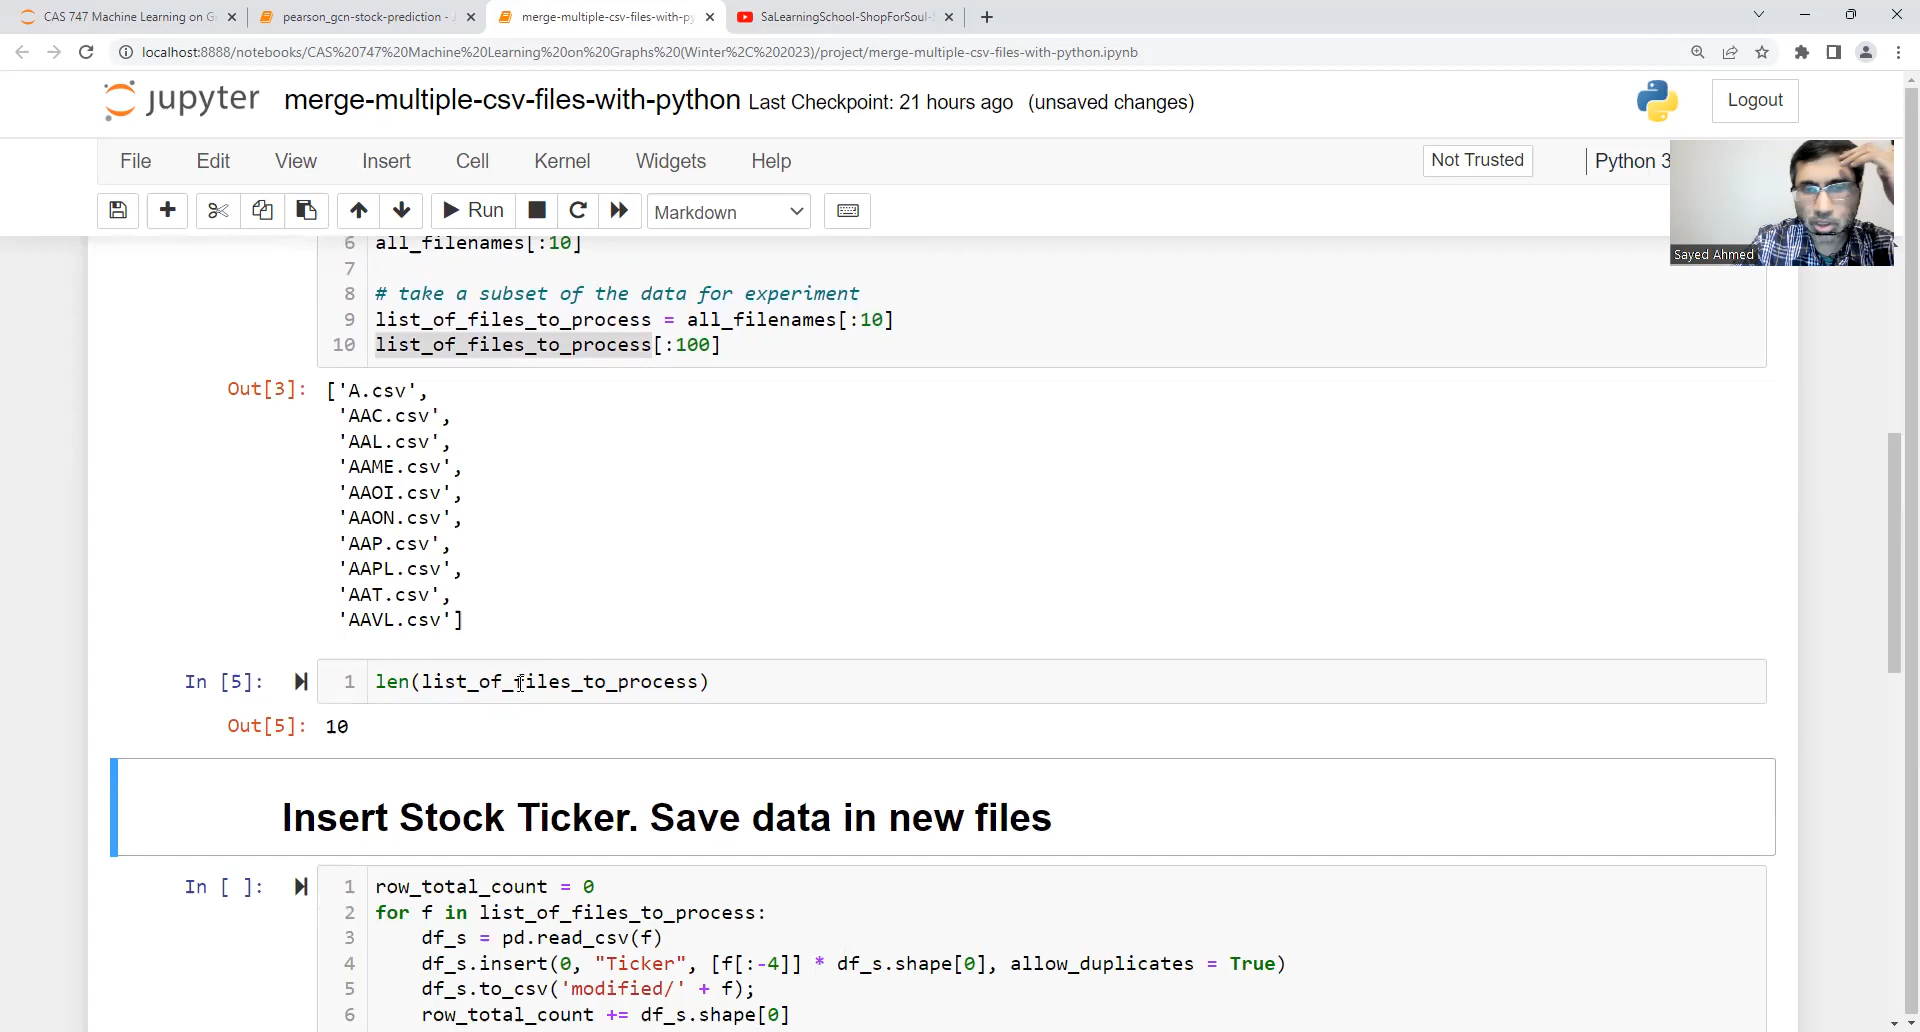 CAS 747 Machine Learning on G
pearson_gcn-stock-prediction - J
merge-multiple-csv-files-with-py
SaLearningSchool-ShopForSoul-
localhost:8888/notebooks/CAS%20747%20Machine%20Learning%20on%20Graphs%20(Winter%2C%202023)/project/merge-multiple-csv-files-with-python.ipynb
jupyter merge-multiple-csv-files-with-python Last Checkpoint: 21 hours ago (unsaved changes)
Logout
File Edit View Insert Cell Kernel Widgets Help
Not Trusted
Python 3
Run
Markdown
Sayed Ahmed
6 all_filenames[:10]
7
8 # take a subset of the data for experiment
9 list_of_files_to_process = all_filenames[:10]
10 list_of_files_to_process[:100]
Out[3]: ['A.csv',
'AAC.csv',
'AAL.csv',
'AAME.csv',
'AAOI.csv',
'AAON.csv',
'AAP.csv',
'AAPL.csv',
'AAT.csv',
'AAVL.csv']
In [5]: 1 len(list_of_files_to_process)
Out[5]: 10
Insert Stock Ticker. Save data in new files
In [ ]: 1 row_total_count = 0
2 for f in list_of_files_to_process:
3 df_s = pd.read_csv(f)
4 df_s.insert(0, "Ticker", [f[:-4]] * df_s.shape[0], allow_duplicates = True)
5 df_s.to_csv('modified/' + f);
6 row_total_count += df_s.shape[0]